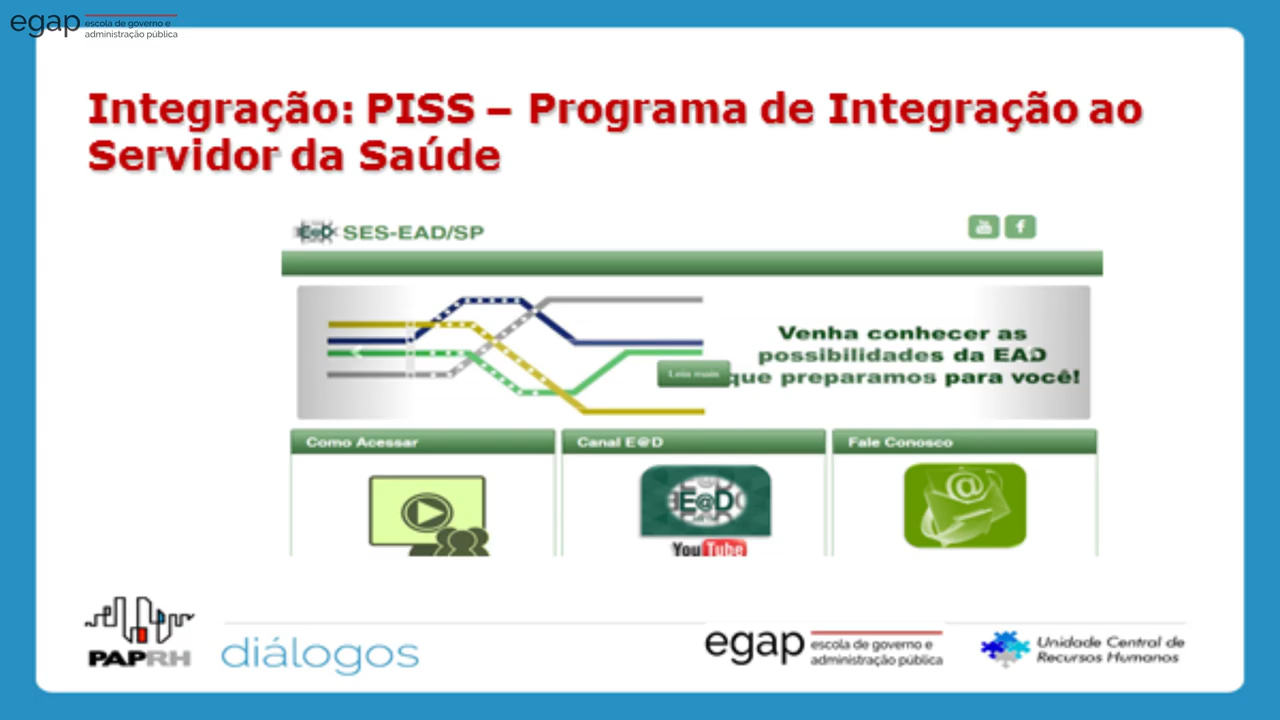 egap escola de governo e
administração pública
Integração: PISS – Programa de Integração ao
Servidor da Saúde
E@D SES-EAD/SP
You f
Venha conhecer as
possibilidades da EAD
Leia mais que preparamos para você!
Como Acessar Canal E@D Fale Conosco
E@D @
YouTube
PAPRH diálogos egap escola de governo e
administração pública Unidade Central de
Recursos Humanos